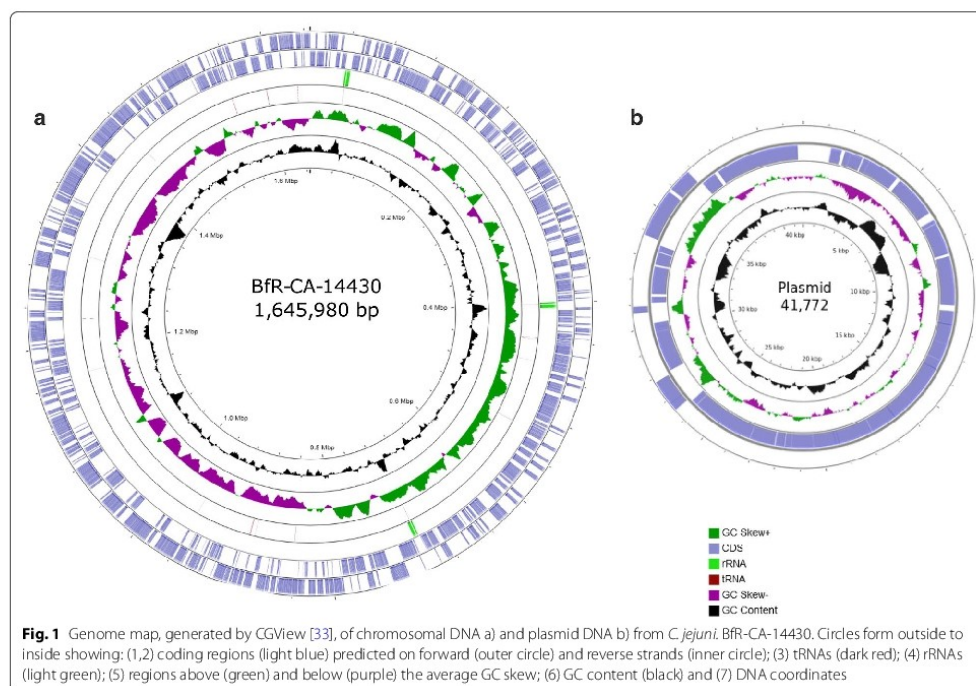 a
b
1.6 Mbp
0.2 Mbp
1.4 Mbp
BfR-CA-14430
1,645,980 bp
0.4 Mbp
1.2 Mbp
0.6 Mbp
1.0 Mbp
0.8 Mbp
40 kbp
5 kbp
35 kbp
Plasmid
41,772
10 kbp
30 kbp
15 kbp
25 kbp
20 kbp
GC Skew+
CDS
rRNA
tRNA
GC Skew-
GC Content
Fig. 1 Genome map, generated by CGView [33], of chromosomal DNA a) and plasmid DNA b) from C. jejuni. BfR-CA-14430. Circles form outside to
inside showing: (1,2) coding regions (light blue) predicted on forward (outer circle) and reverse strands (inner circle); (3) tRNAs (dark red); (4) rRNAs
(light green); (5) regions above (green) and below (purple) the average GC skew; (6) GC content (black) and (7) DNA coordinates